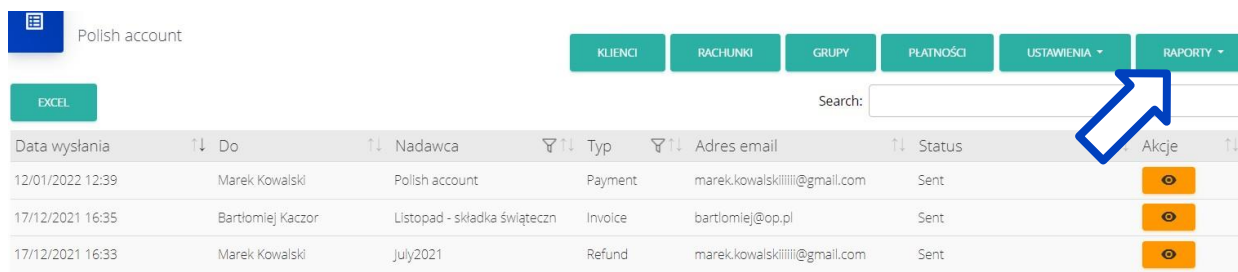 Polish account
KLIENCI RACHUNKI GRUPY PŁATNOŚCI USTAWIENIA RAPORTY
EXCEL Search:
Data wysłania Do Nadawca Typ Adres email Status Akcje
12/01/2022 12:39 Marek Kowalski Polish account Payment marek.kowalskiiiiii@gmail.com Sent
17/12/2021 16:35 Bartłomiej Kaczor Listopad - składka świąteczn Invoice bartlomiej@op.pl Sent
17/12/2021 16:33 Marek Kowalski July2021 Refund marek.kowalskiiiiii@gmail.com Sent